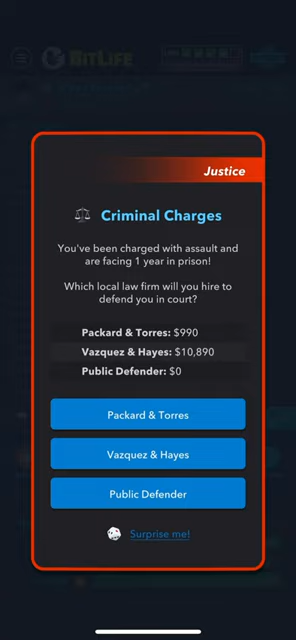 BitLife
Justice
Criminal Charges
You've been charged with assault and
are facing 1 year in prison!
Which local law firm will you hire to
defend you in court?
Packard & Torres: $990
Vazquez & Hayes: $10,890
Public Defender: $0
Packard & Torres
Vazquez & Hayes
Public Defender
Surprise me!